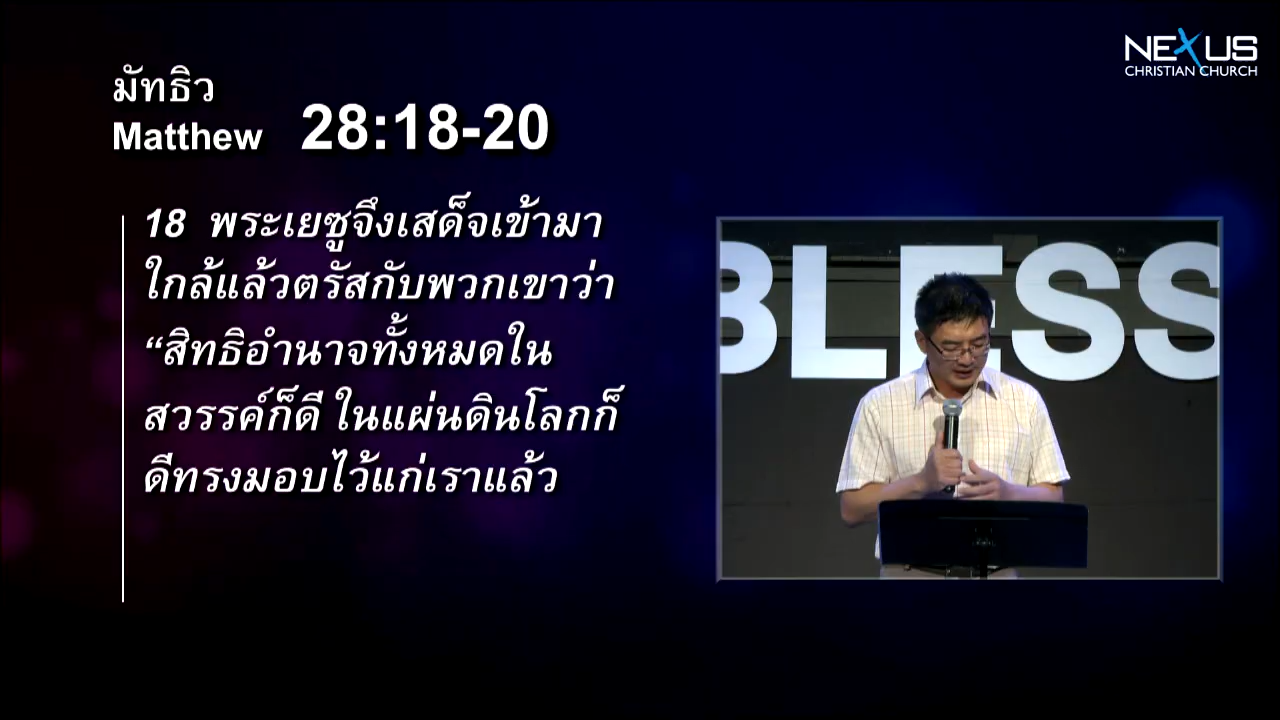 มัทธิว
Matthew 28:18-20
18 พระเยซูจึงเสด็จเข้ามา
ใกล้แล้วตรัสกับพวกเขาว่า
“สิทธิอำนาจทั้งหมดใน
สวรรค์ก็ดี ในแผ่นดินโลกก็
ดีทรงมอบไว้แก่เราแล้ว
NEXUS
CHRISTIAN CHURCH
BLESS